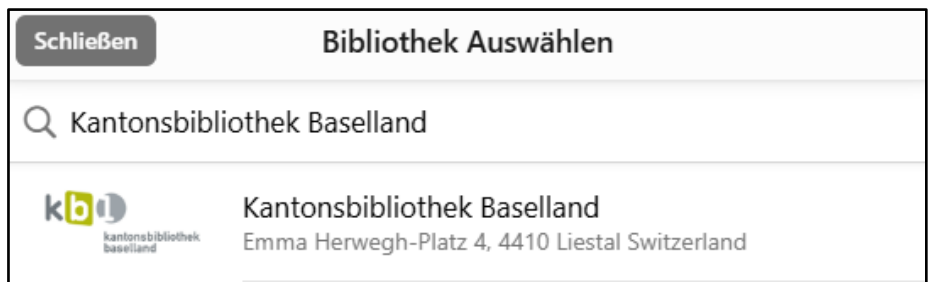 Schließen
Bibliothek Auswählen
Kantonsbibliothek Baselland
kbl
kantonsbibliothek
baselland
Kantonsbibliothek Baselland
Emma Herwegh-Platz 4, 4410 Liestal Switzerland